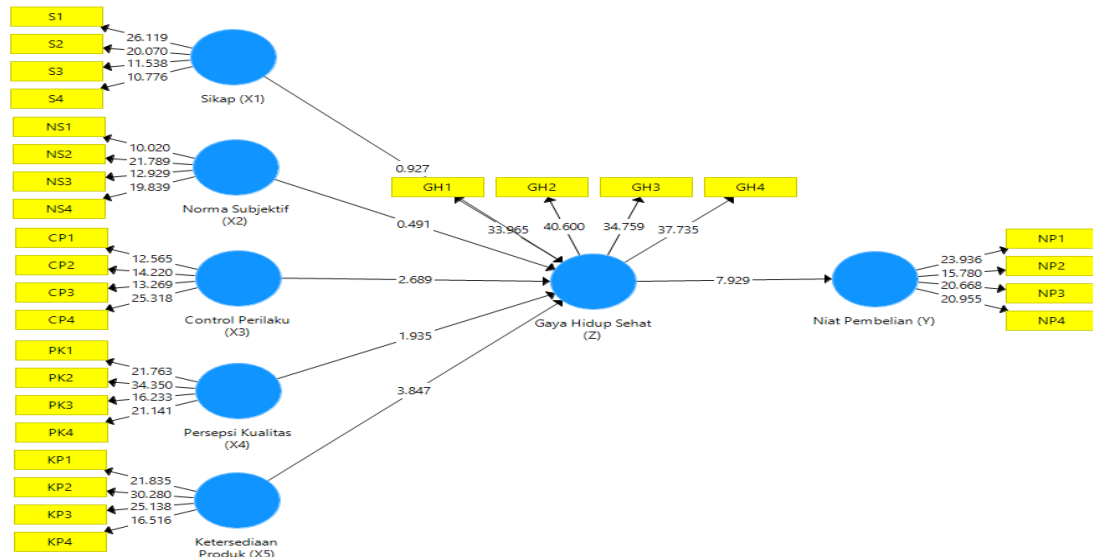 S1
26.119
S2
20.070
S3
11.538
S4
10.776
Sikap (X1)
NS1
10.020
NS2
21.789
NS3
12.929
NS4
19.839
Norma Subjektif
(X2)
CP1
12.565
CP2
14.220
CP3
13.269
CP4
25.318
Control Perilaku
(X3)
PK1
21.763
PK2
34.350
PK3
16.233
PK4
21.141
Persepsi Kualitas
(X4)
KP1
21.835
KP2
30.280
KP3
25.138
KP4
16.516
Ketersediaan
Produk (X5)
0.927
0.491
2.689
1.935
3.847
GH1
GH2
GH3
GH4
33.965
40.600
34.759
37.735
Gaya Hidup Sehat
(Z)
7.929
Niat Pembelian (Y)
NP1
23.936
NP2
15.780
NP3
20.668
NP4
20.955